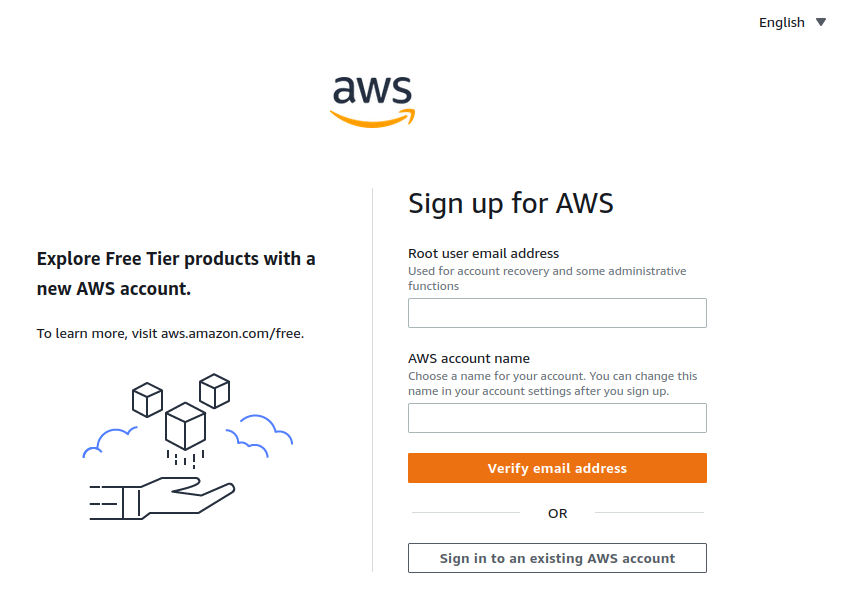 English
aws
Explore Free Tier products with a
new AWS account.
To learn more, visit aws.amazon.com/free.
Sign up for AWS
Root user email address
Used for account recovery and some administrative
functions
AWS account name
Choose a name for your account. You can change this
name in your account settings after you sign up.
Verify email address
OR
Sign in to an existing AWS account